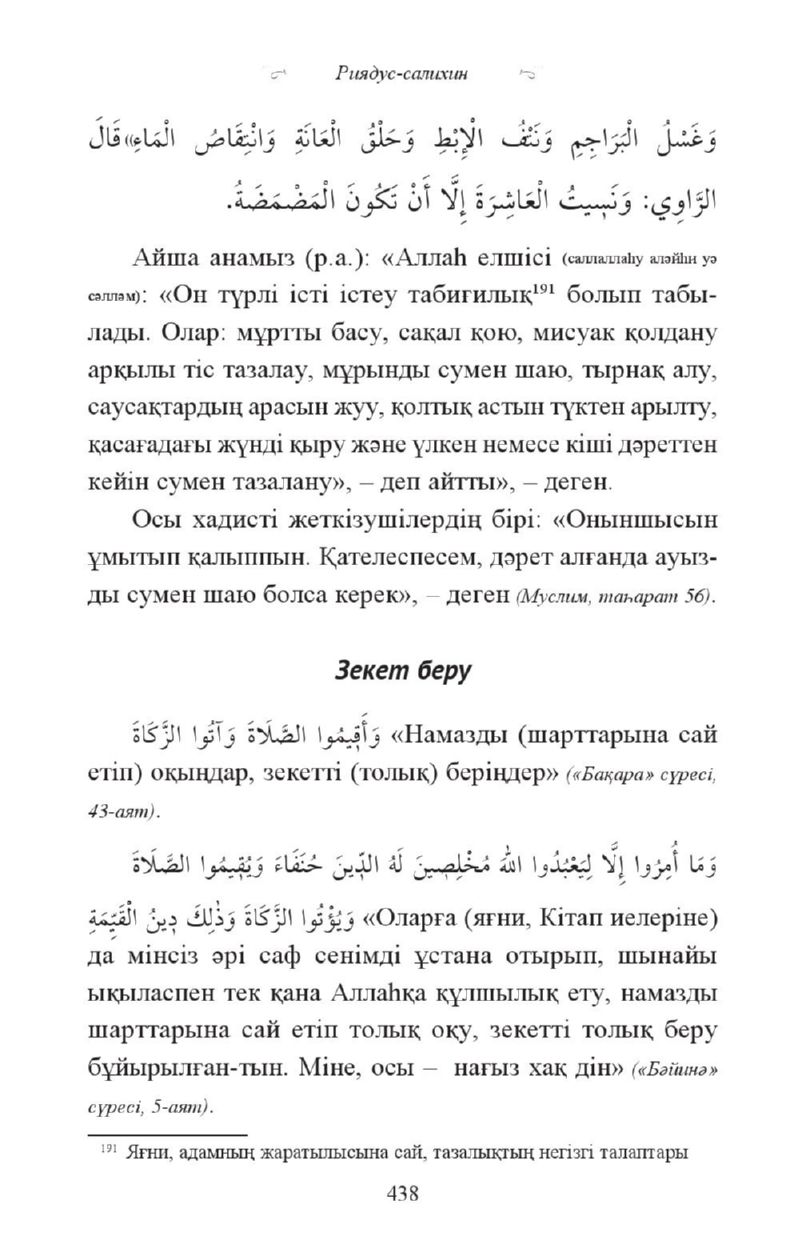 Риядус-салихин
وَغَسْلُ الْبَرَاجِمِ وَنَتْفُ الْإِبْطِ وَحَلْقُ الْعَانَةِ وَانْتِقَاصُ الْمَاءِ» قَالَ
الرَّاوِي: وَنَسِيتُ الْعَاشِرَةَ إِلَّا أَنْ تَكُونَ الْمَضْمَضَةُ.
Айша анамыз (р.а.): «Аллаһ елшісі (саллаллаһу аләйһи уә
сәлләм): «Он түрлі істі істеу табиғилық¹⁹¹ болып табы-
лады. Олар: мұртты басу, сақал қою, мисуак қолдану
арқылы тіс тазалау, мұрынды сумен шаю, тырнақ алу,
саусақтардың арасын жуу, қолтық астын түктен арылту,
қасағадағы жүнді қыру және үлкен немесе кіші дәреттен
кейін сумен тазалану», – деп айтты», – деген.
Осы хадисті жеткізушілердің бірі: «Оныншысын
ұмытып қалыппын. Қателеспесем, дәрет алғанда ауыз-
ды сумен шаю болса керек», – деген (Муслим, таһарат 56).
Зекет беру
وَأَقِيمُوا الصَّلَاةَ وَآتُوا الزَّكَاةَ «Намазды (шарттарына сай
етіп) оқыңдар, зекетті (толық) беріңдер» («Бақара» сүресі,
43-аят).
وَمَا أُمِرُوا إِلَّا لِيَعْبُدُوا اللّٰهَ مُخْلِصِينَ لَهُ الدِّينَ حُنَفَاءَ وَيُقِيمُوا الصَّلَاةَ
وَيُؤْتُوا الزَّكَاةَ وَذٰلِكَ دِينُ الْقَيِّمَةِ «Оларға (яғни, Кітап иелеріне)
да мінсіз әрі саф сенімді ұстана отырып, шынайы
ықыласпен тек қана Аллаһқа құлшылық ету, намазды
шарттарына сай етіп толық оқу, зекетті толық беру
бұйырылған-тын. Міне, осы – нағыз хақ дін» («Бәйинә»
сүресі, 5-аят).
¹⁹¹ Яғни, адамның жаратылысына сай, тазалықтың негізгі талаптары
438